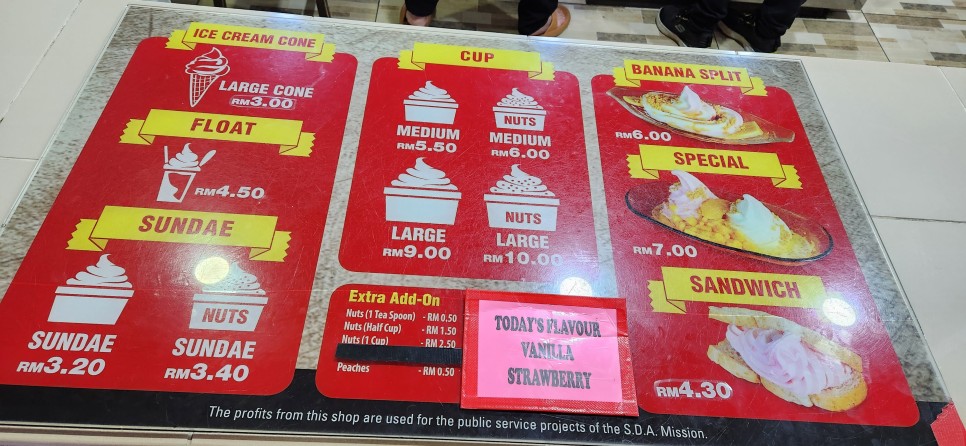 ICE CREAM CONE
LARGE CONE
RM3.00
FLOAT
RM4.50
SUNDAE
SUNDAE
RM3.20
NUTS
SUNDAE
RM3.40
CUP
MEDIUM
RM5.50
NUTS
MEDIUM
RM6.00
LARGE
RM9.00
NUTS
LARGE
RM10.00
Extra Add-On
Nuts (1 Tea Spoon) - RM 0.50
Nuts (Half Cup) - RM 1.50
Nuts (1 Cup) - RM 2.50
Peaches - RM 0.50
TODAY'S FLAVOUR
VANILLA
STRAWBERRY
BANANA SPLIT
RM6.00
SPECIAL
RM7.00
SANDWICH
RM4.30
The profits from this shop are used for the public service projects of the S.D.A. Mission.